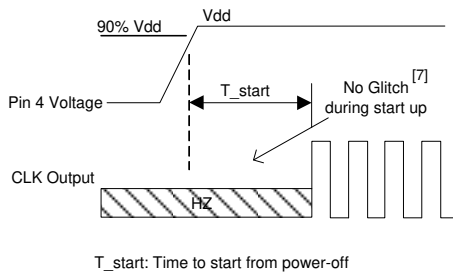 Vdd
90% Vdd
T_start
No Glitch [7]
during start up
Pin 4 Voltage
CLK Output
HZ
T_start: Time to start from power-off